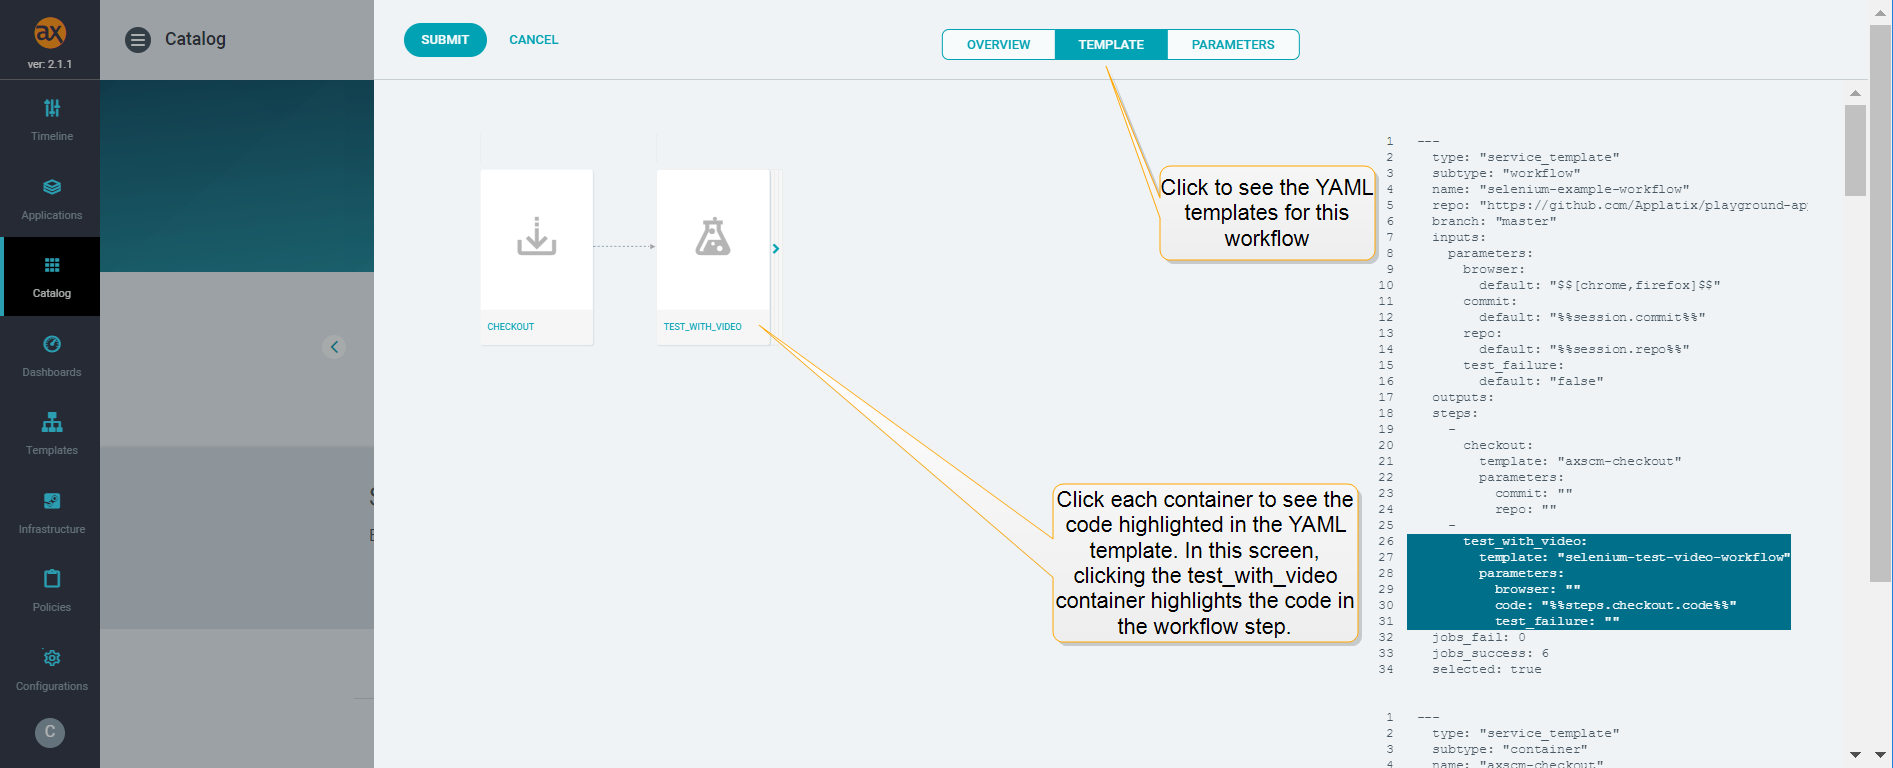 ax
ver: 2.1.1
Timeline
Applications
Catalog
Dashboards
Templates
Infrastructure
Policies
Configurations
C
Catalog
SUBMIT
CANCEL
OVERVIEW
TEMPLATE
PARAMETERS
CHECKOUT
TEST_WITH_VIDEO
Click to see the YAML
templates for this
workflow
Click each container to see the
code highlighted in the YAML
template. In this screen,
clicking the test_with_video
container highlights the code in
the workflow step.
1 ---
2 type: "service_template"
3 subtype: "workflow"
4 name: "selenium-example-workflow"
5 repo: "https://github.com/Applatix/playground-ap
6 branch: "master"
7 inputs:
8 parameters:
9 browser:
10 default: "$$[chrome,firefox]$$"
11 commit:
12 default: "%%session.commit%%"
13 repo:
14 default: "%%session.repo%%"
15 test_failure:
16 default: "false"
17 outputs:
18 steps:
19 -
20 checkout:
21 template: "axscm-checkout"
22 parameters:
23 commit: ""
24 repo: ""
25 -
26 test_with_video:
27 template: "selenium-test-video-workflow"
28 parameters:
29 browser: ""
30 code: "%%steps.checkout.code%%"
31 test_failure: ""
32 jobs_fail: 0
33 jobs_success: 6
34 selected: true
1 ---
2 type: "service_template"
3 subtype: "container"
4 name: "axscm-checkout"